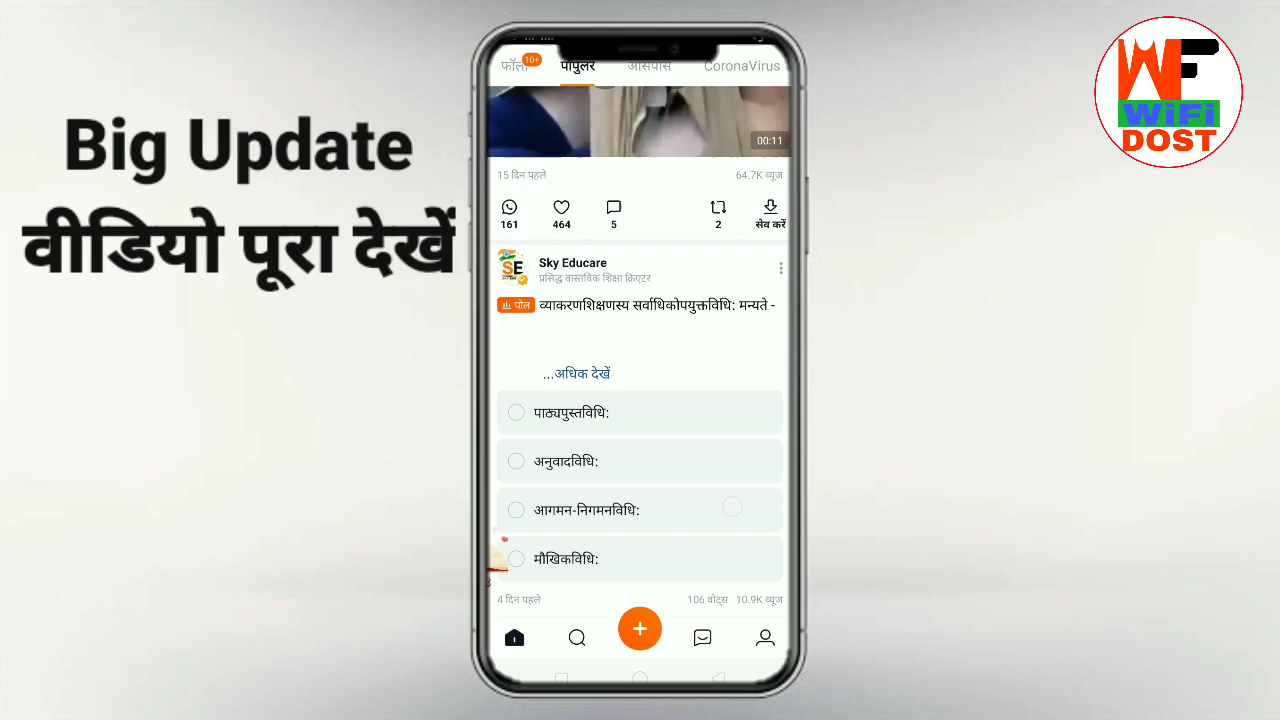 Big Update
वीडियो पूरा देखें
WF
WiFi
DOST
फॉलो 10+ पॉपुलर आसपास CoronaVirus
00:11
15 दिन पहले 64.7K व्यूज
161 464 5 2 सेव करें
SE
Sky Educare
प्रसिद्ध वास्तविक शिक्षा क्रिएटर
पोल व्याकरणशिक्षणस्य सर्वाधिकोपयुक्तविधि: मन्यते -
...अधिक देखें
पाठ्यपुस्तविधि:
अनुवादविधि:
आगमन-निगमनविधि:
मौखिकविधि:
4 दिन पहले 106 वोट्स 10.9K व्यूज